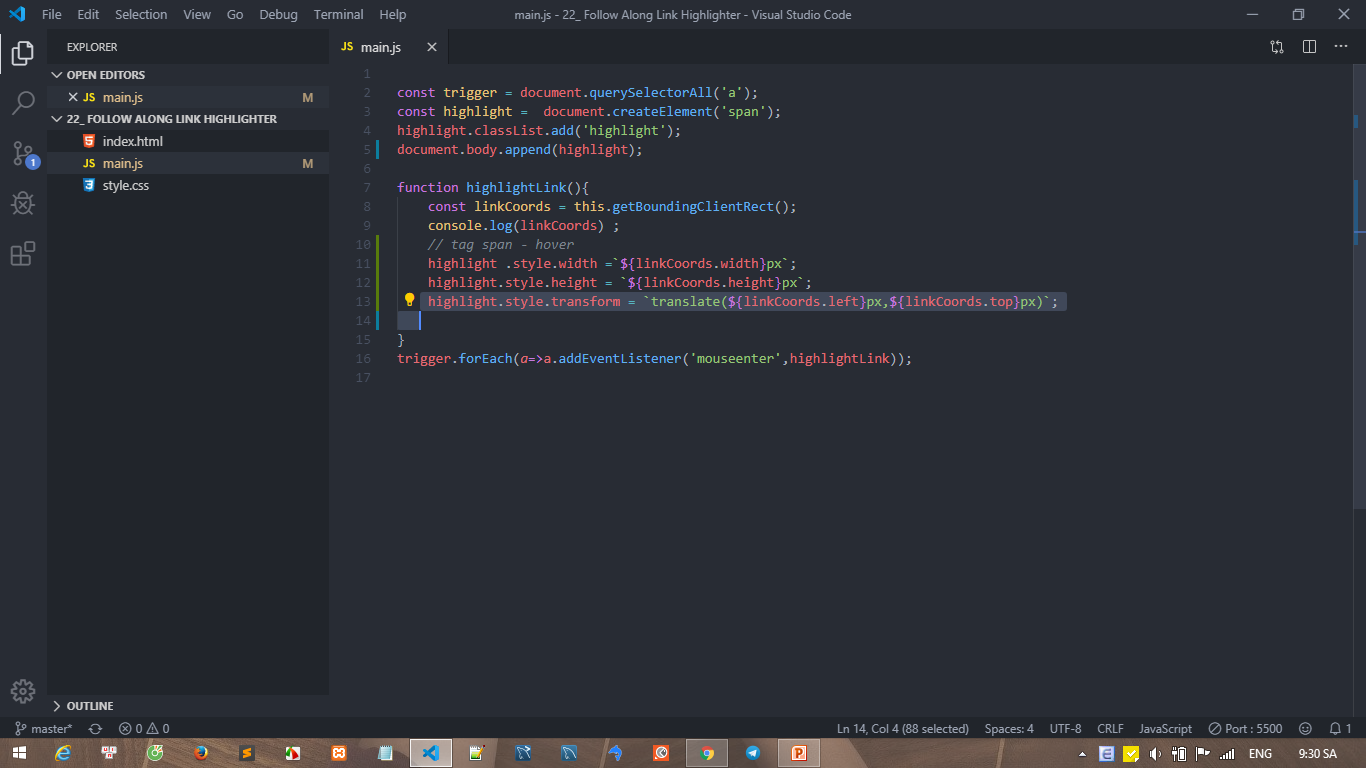 File Edit Selection View Go Debug Terminal Help
main.js - 22_ Follow Along Link Highlighter - Visual Studio Code
EXPLORER
OPEN EDITORS
JS main.js M
22_ FOLLOW ALONG LINK HIGHLIGHTER
index.html
JS main.js M
style.css
1
OUTLINE
JS main.js
1
2 const trigger = document.querySelectorAll('a');
3 const highlight =  document.createElement('span');
4 highlight.classList.add('highlight');
5 document.body.append(highlight);
6
7 function highlightLink(){
8     const linkCoords = this.getBoundingClientRect();
9     console.log(linkCoords) ;
10     // tag span - hover
11     highlight .style.width =`${linkCoords.width}px`;
12     highlight.style.height = `${linkCoords.height}px`;
13     highlight.style.transform = `translate(${linkCoords.left}px,${linkCoords.top}px)`;
14
15 }
16 trigger.forEach(a=>a.addEventListener('mouseenter',highlightLink));
17
master* 0 0 Ln 14, Col 4 (88 selected) Spaces: 4 UTF-8 CRLF JavaScript Port : 5500 1
ENG 9:30 SA